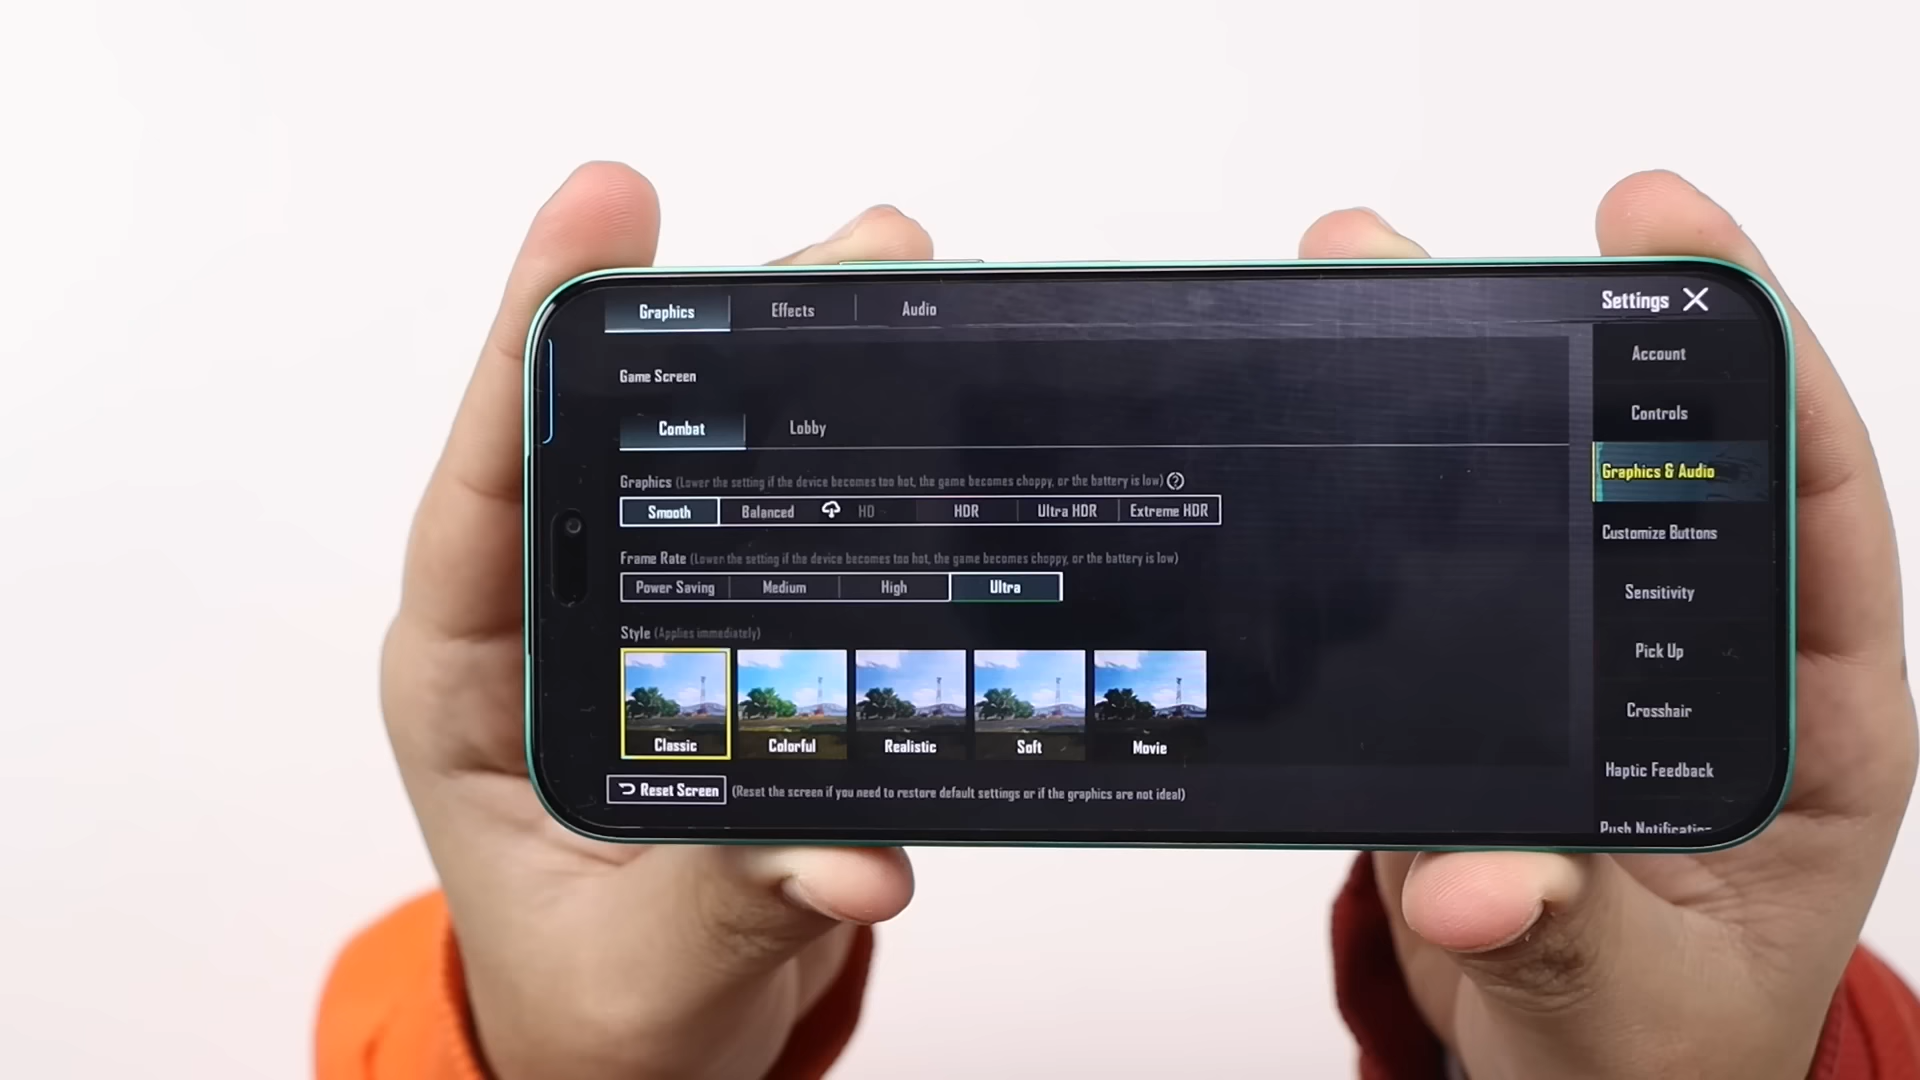 Graphics Effects Audio
Settings
Game Screen
Combat Lobby
Graphics (Lower the setting if the device becomes too hot, the game becomes choppy, or the battery is low)
Smooth Balanced HD HDR Ultra HDR Extreme HDR
Frame Rate (Lower the setting if the device becomes too hot, the game becomes choppy, or the battery is low)
Power Saving Medium High Ultra
Style (Applies immediately)
Classic Colorful Realistic Soft Movie
Reset Screen (Reset the screen if you need to restore default settings or if the graphics are not ideal)
Account
Controls
Graphics & Audio
Customize Buttons
Sensitivity
Pick Up
Crosshair
Haptic Feedback
Push